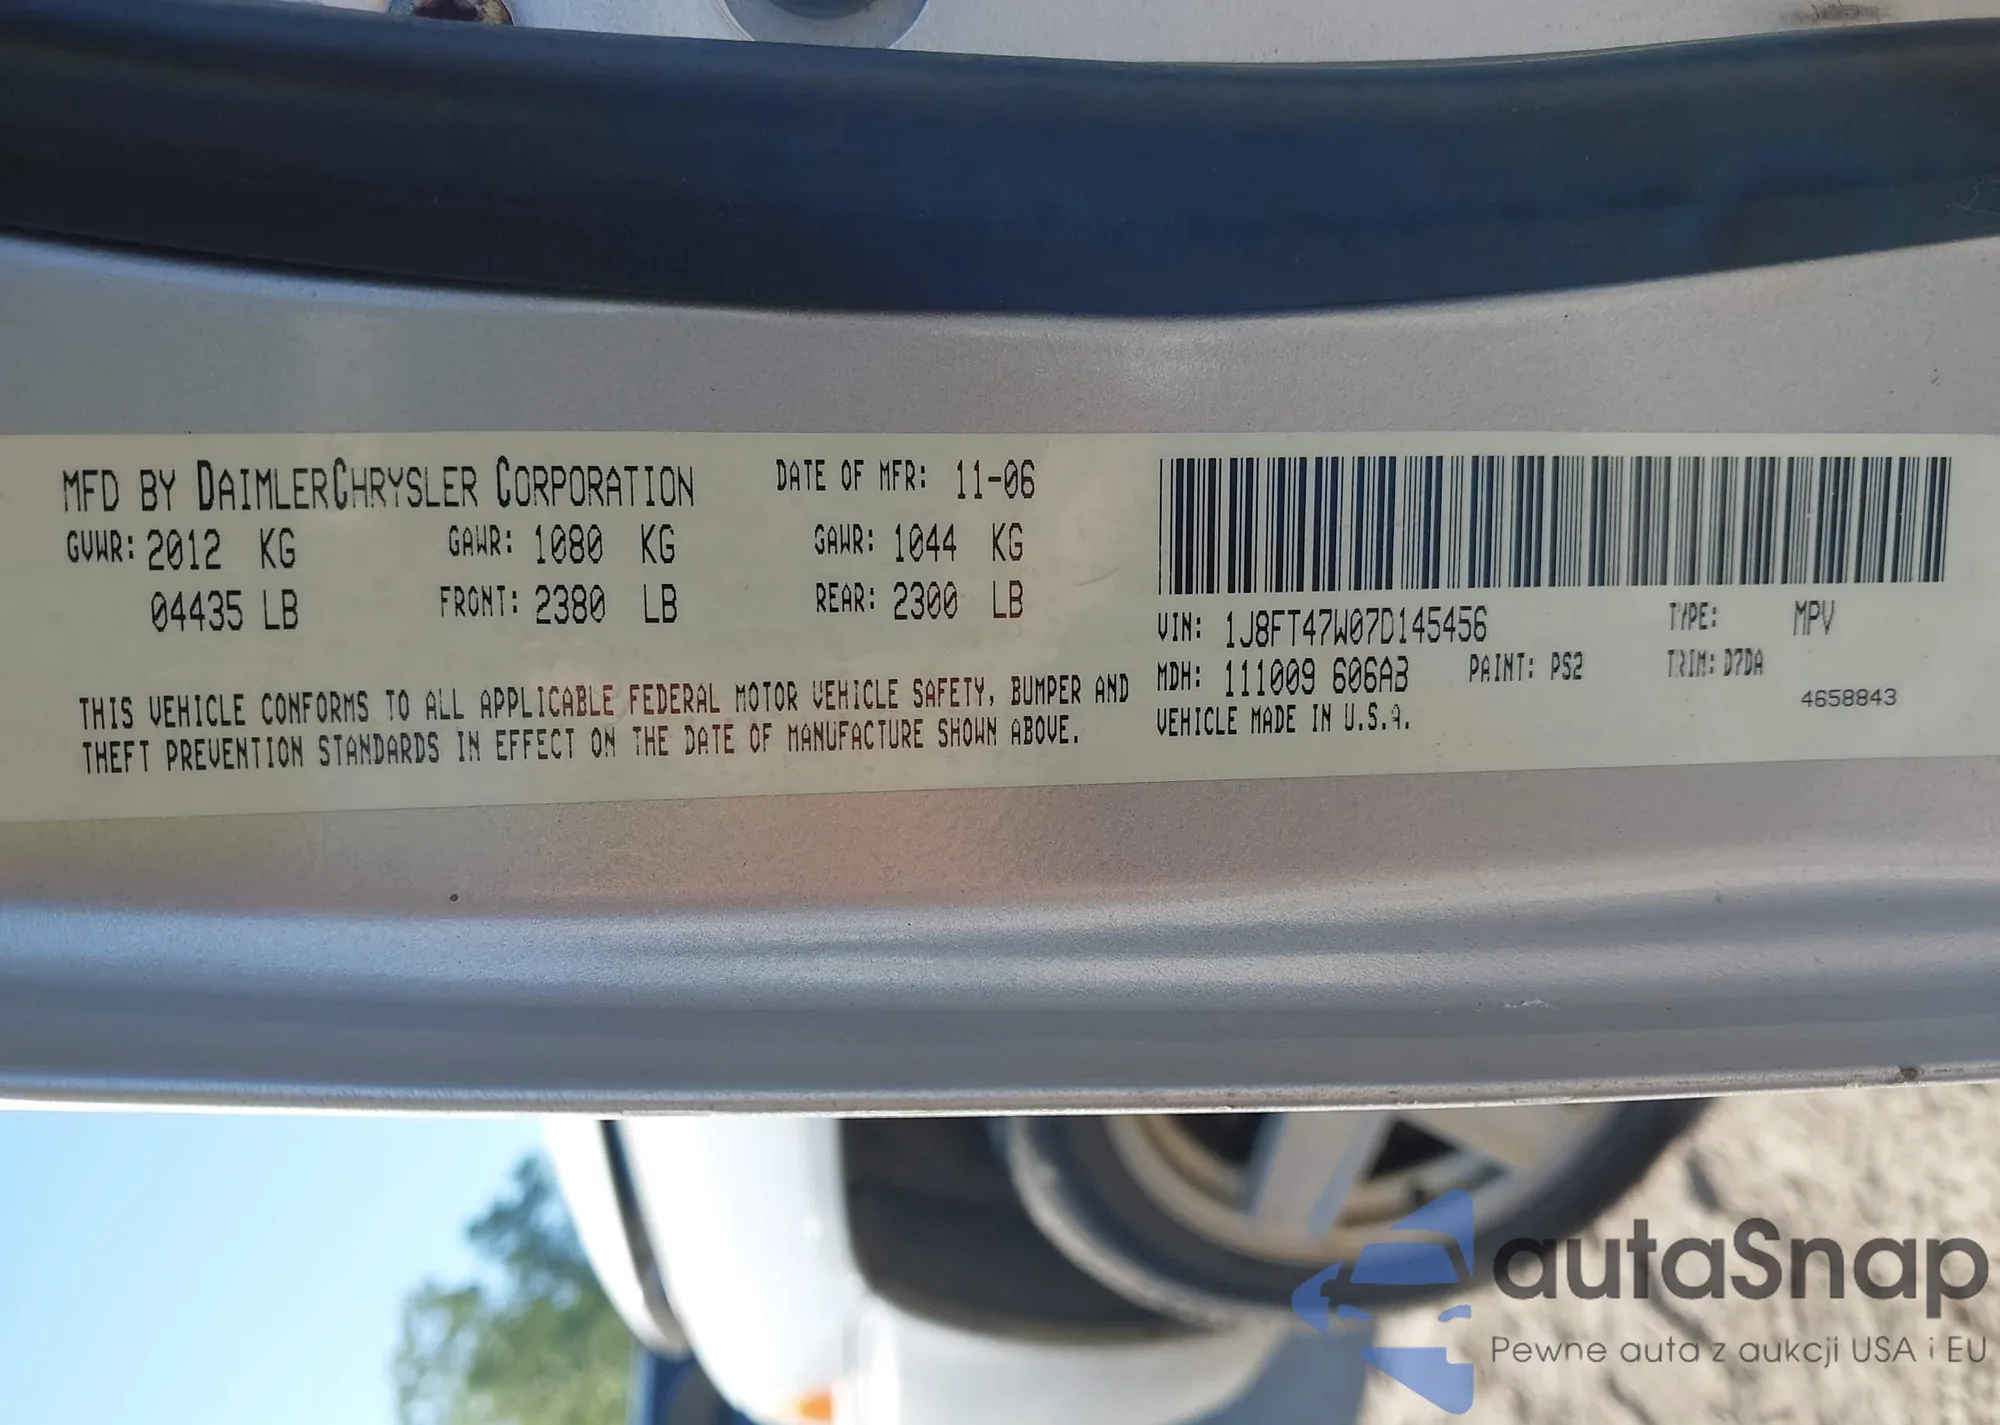 MFD BY DAIMLERCHRYSLER CORPORATION DATE OF MFR: 11-06
GVWR: 2012 KG GAWR: 1080 KG GAWR: 1044 KG
04435 LB FRONT: 2380 LB REAR: 2300 LB
THIS VEHICLE CONFORMS TO ALL APPLICABLE FEDERAL MOTOR VEHICLE SAFETY, BUMPER AND
THEFT PREVENTION STANDARDS IN EFFECT ON THE DATE OF MANUFACTURE SHOWN ABOVE.
VIN: 1J8FT47W07D145456 TYPE: MPV
MDH: 111009 606AB PAINT: PS2 TRIM: D7DA
VEHICLE MADE IN U.S.A. 4658843
autaSnap
Pewne auta z aukcji USA i EU